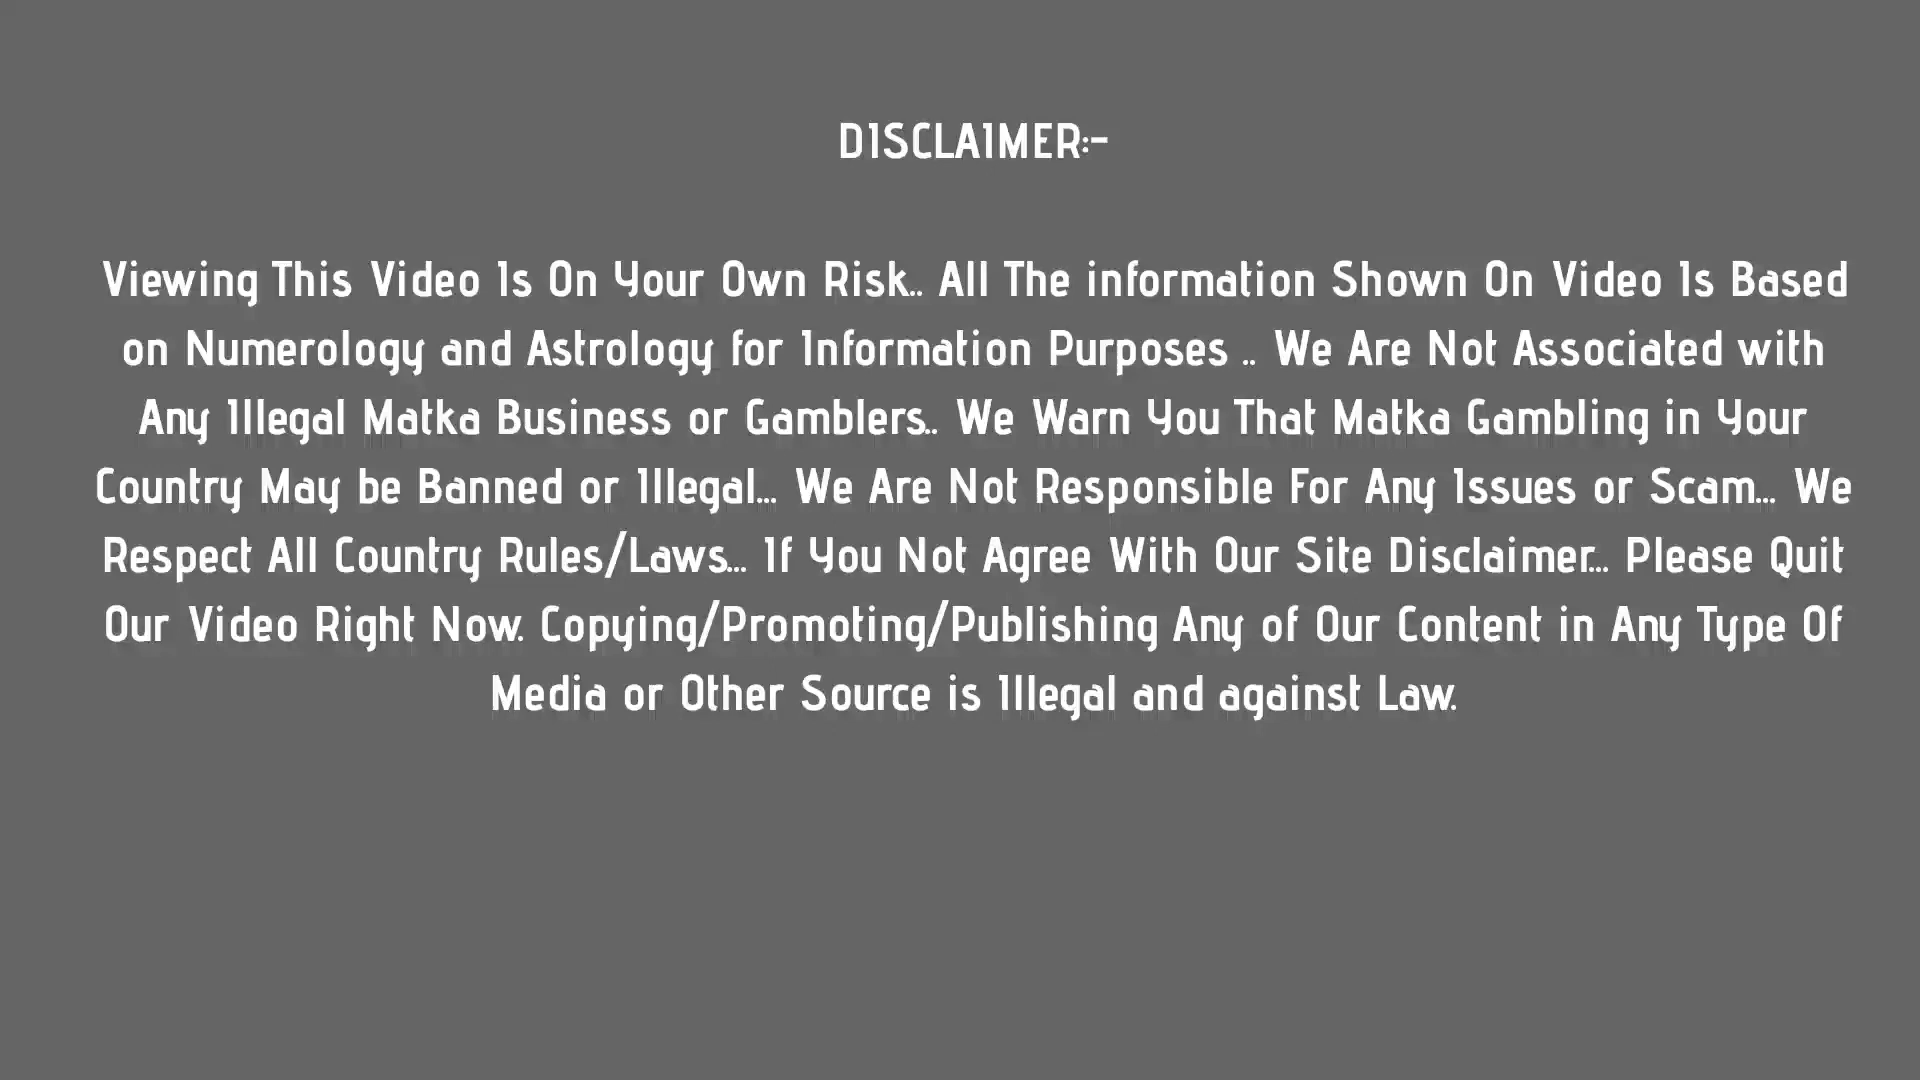 DISCLAIMER:-
Viewing This Video Is On Your Own Risk.. All The information Shown On Video Is Based
on Numerology and Astrology for Information Purposes .. We Are Not Associated with
Any Illegal Matka Business or Gamblers.. We Warn You That Matka Gambling in Your
Country May be Banned or Illegal... We Are Not Responsible For Any Issues or Scam... We
Respect All Country Rules/Laws... If You Not Agree With Our Site Disclaimer... Please Quit
Our Video Right Now. Copying/Promoting/Publishing Any of Our Content in Any Type Of
Media or Other Source is Illegal and against Law.